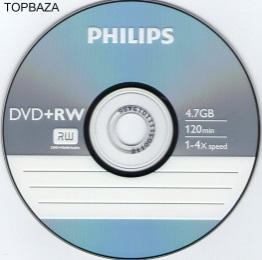 TOPBAZA
PHILIPS
DVD+RW
4.7GB
RW
120min
1-4x speed